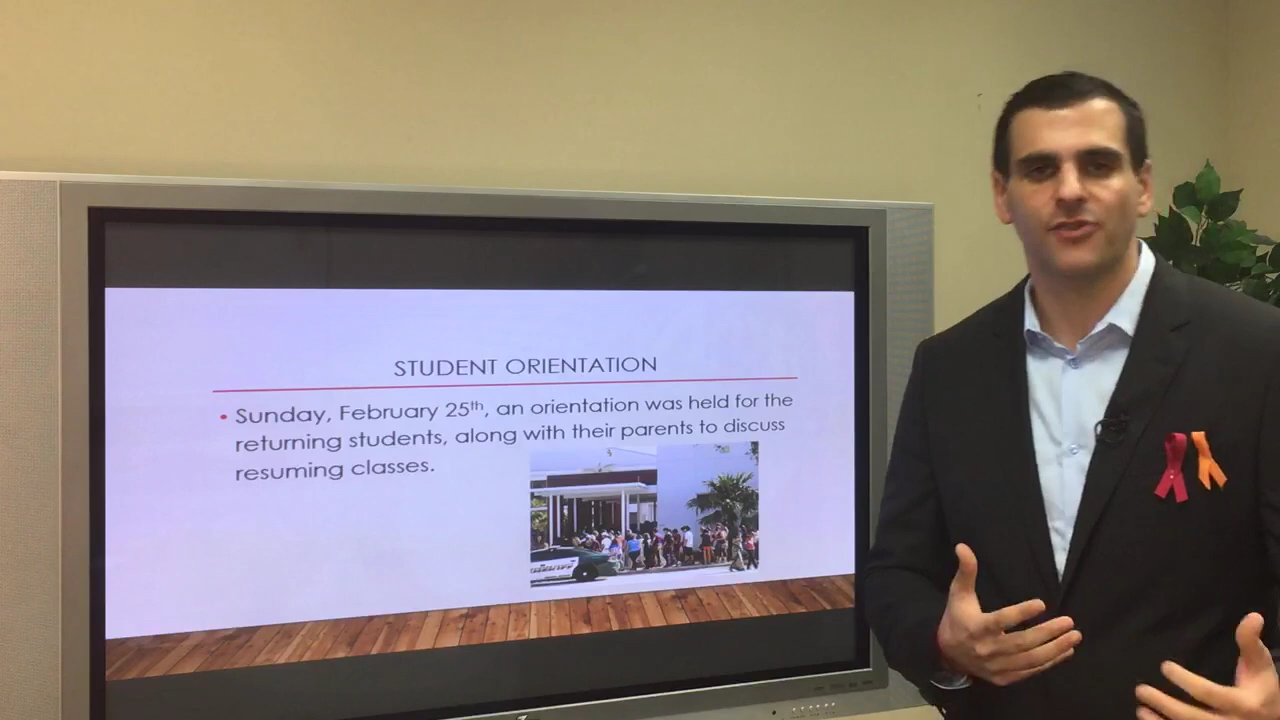 STUDENT ORIENTATION
• Sunday, February 25th, an orientation was held for the
returning students, along with their parents to discuss
resuming classes.